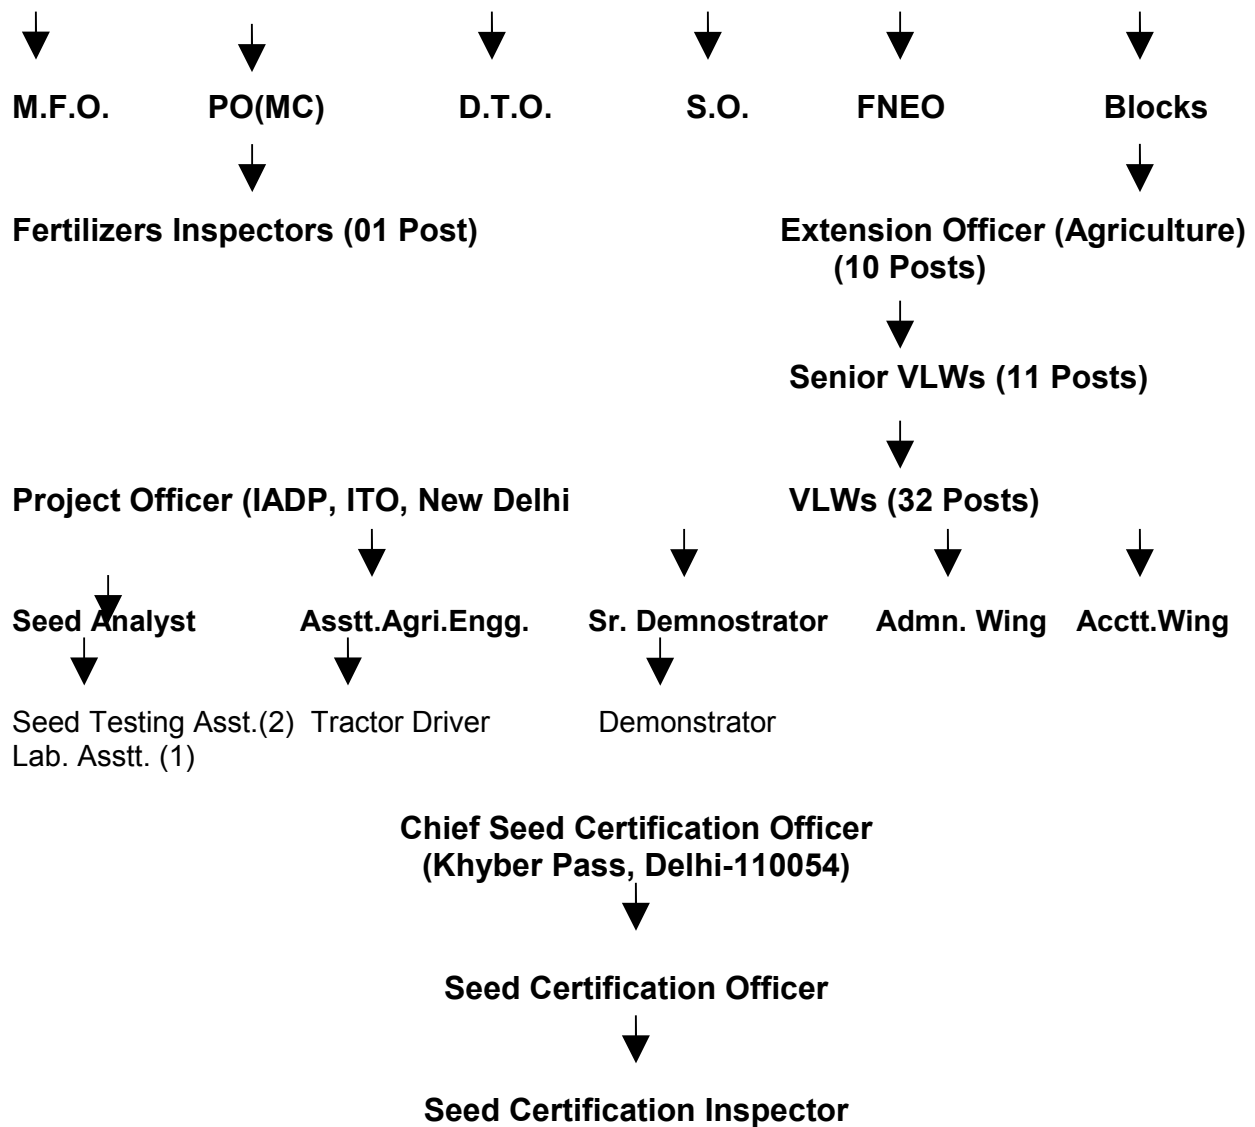 M.F.O. PO(MC) D.T.O. S.O. FNEO Blocks
Fertilizers Inspectors (01 Post) Extension Officer (Agriculture)
(10 Posts)
Senior VLWs (11 Posts)
Project Officer (IADP, ITO, New Delhi VLWs (32 Posts)
Seed Analyst Asstt.Agri.Engg. Sr. Demnostrator Admn. Wing Acctt.Wing
Seed Testing Asst.(2) Tractor Driver Demonstrator
Lab. Asstt. (1)
Chief Seed Certification Officer
(Khyber Pass, Delhi-110054)
Seed Certification Officer
Seed Certification Inspector